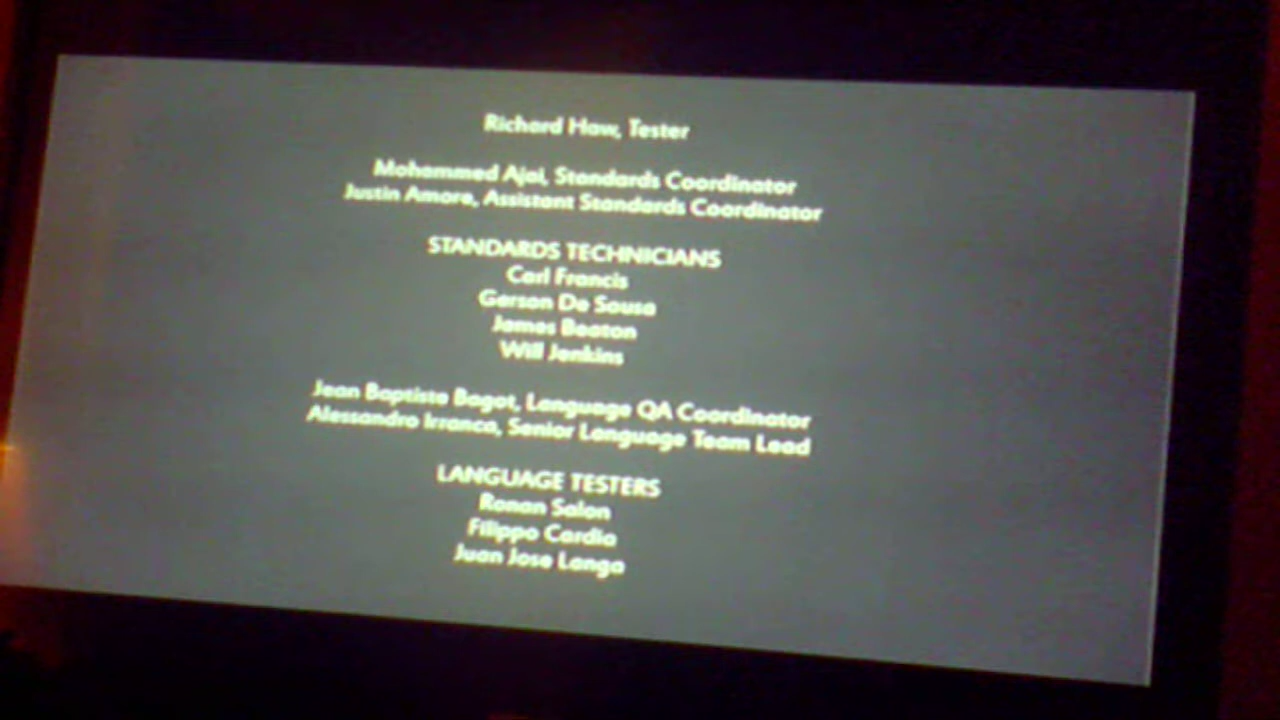 Richard Haw, Tester
Mohammed Ajai, Standards Coordinator
Justin Amore, Assistant Standards Coordinator
STANDARDS TECHNICIANS
Carl Francis
Gerson De Sousa
James Beaton
Will Jenkins
Jean Baptiste Bagot, Language QA Coordinator
Alessandro Irranca, Senior Language Team Lead
LANGUAGE TESTERS
Ronan Salon
Filippo Cardia
Juan Jose Langa